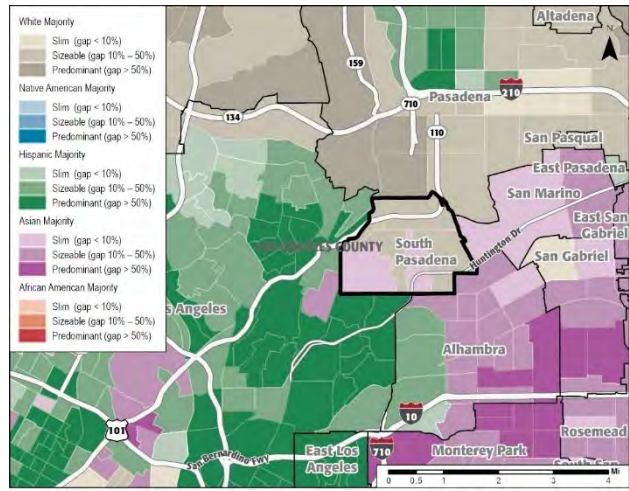 White Majority
Slim (gap < 10%)
Sizeable (gap 10% – 50%)
Predominant (gap > 50%)
Native American Majority
Slim (gap < 10%)
Sizeable (gap 10% – 50%)
Predominant (gap > 50%)
Hispanic Majority
Slim (gap < 10%)
Sizeable (gap 10% – 50%)
Predominant (gap > 50%)
Asian Majority
Slim (gap < 10%)
Sizeable (gap 10% – 50%)
Predominant (gap > 50%)
African American Majority
Slim (gap < 10%)
Sizeable (gap 10% – 50%)
Predominant (gap > 50%)
Altadena
N
159
710
Pasadena
210
134
110
San Pasqual
East Pasadena
San Marino
East San
Gabriel
COUNTY
South
Pasadena
Huntington Dr
San Gabriel
s Angeles
Alhambra
101
10
San Bernardino Fwy
East Los
Angeles
710
Monterey Park
Rosemead
South San
Mi
0 1 2 3 4